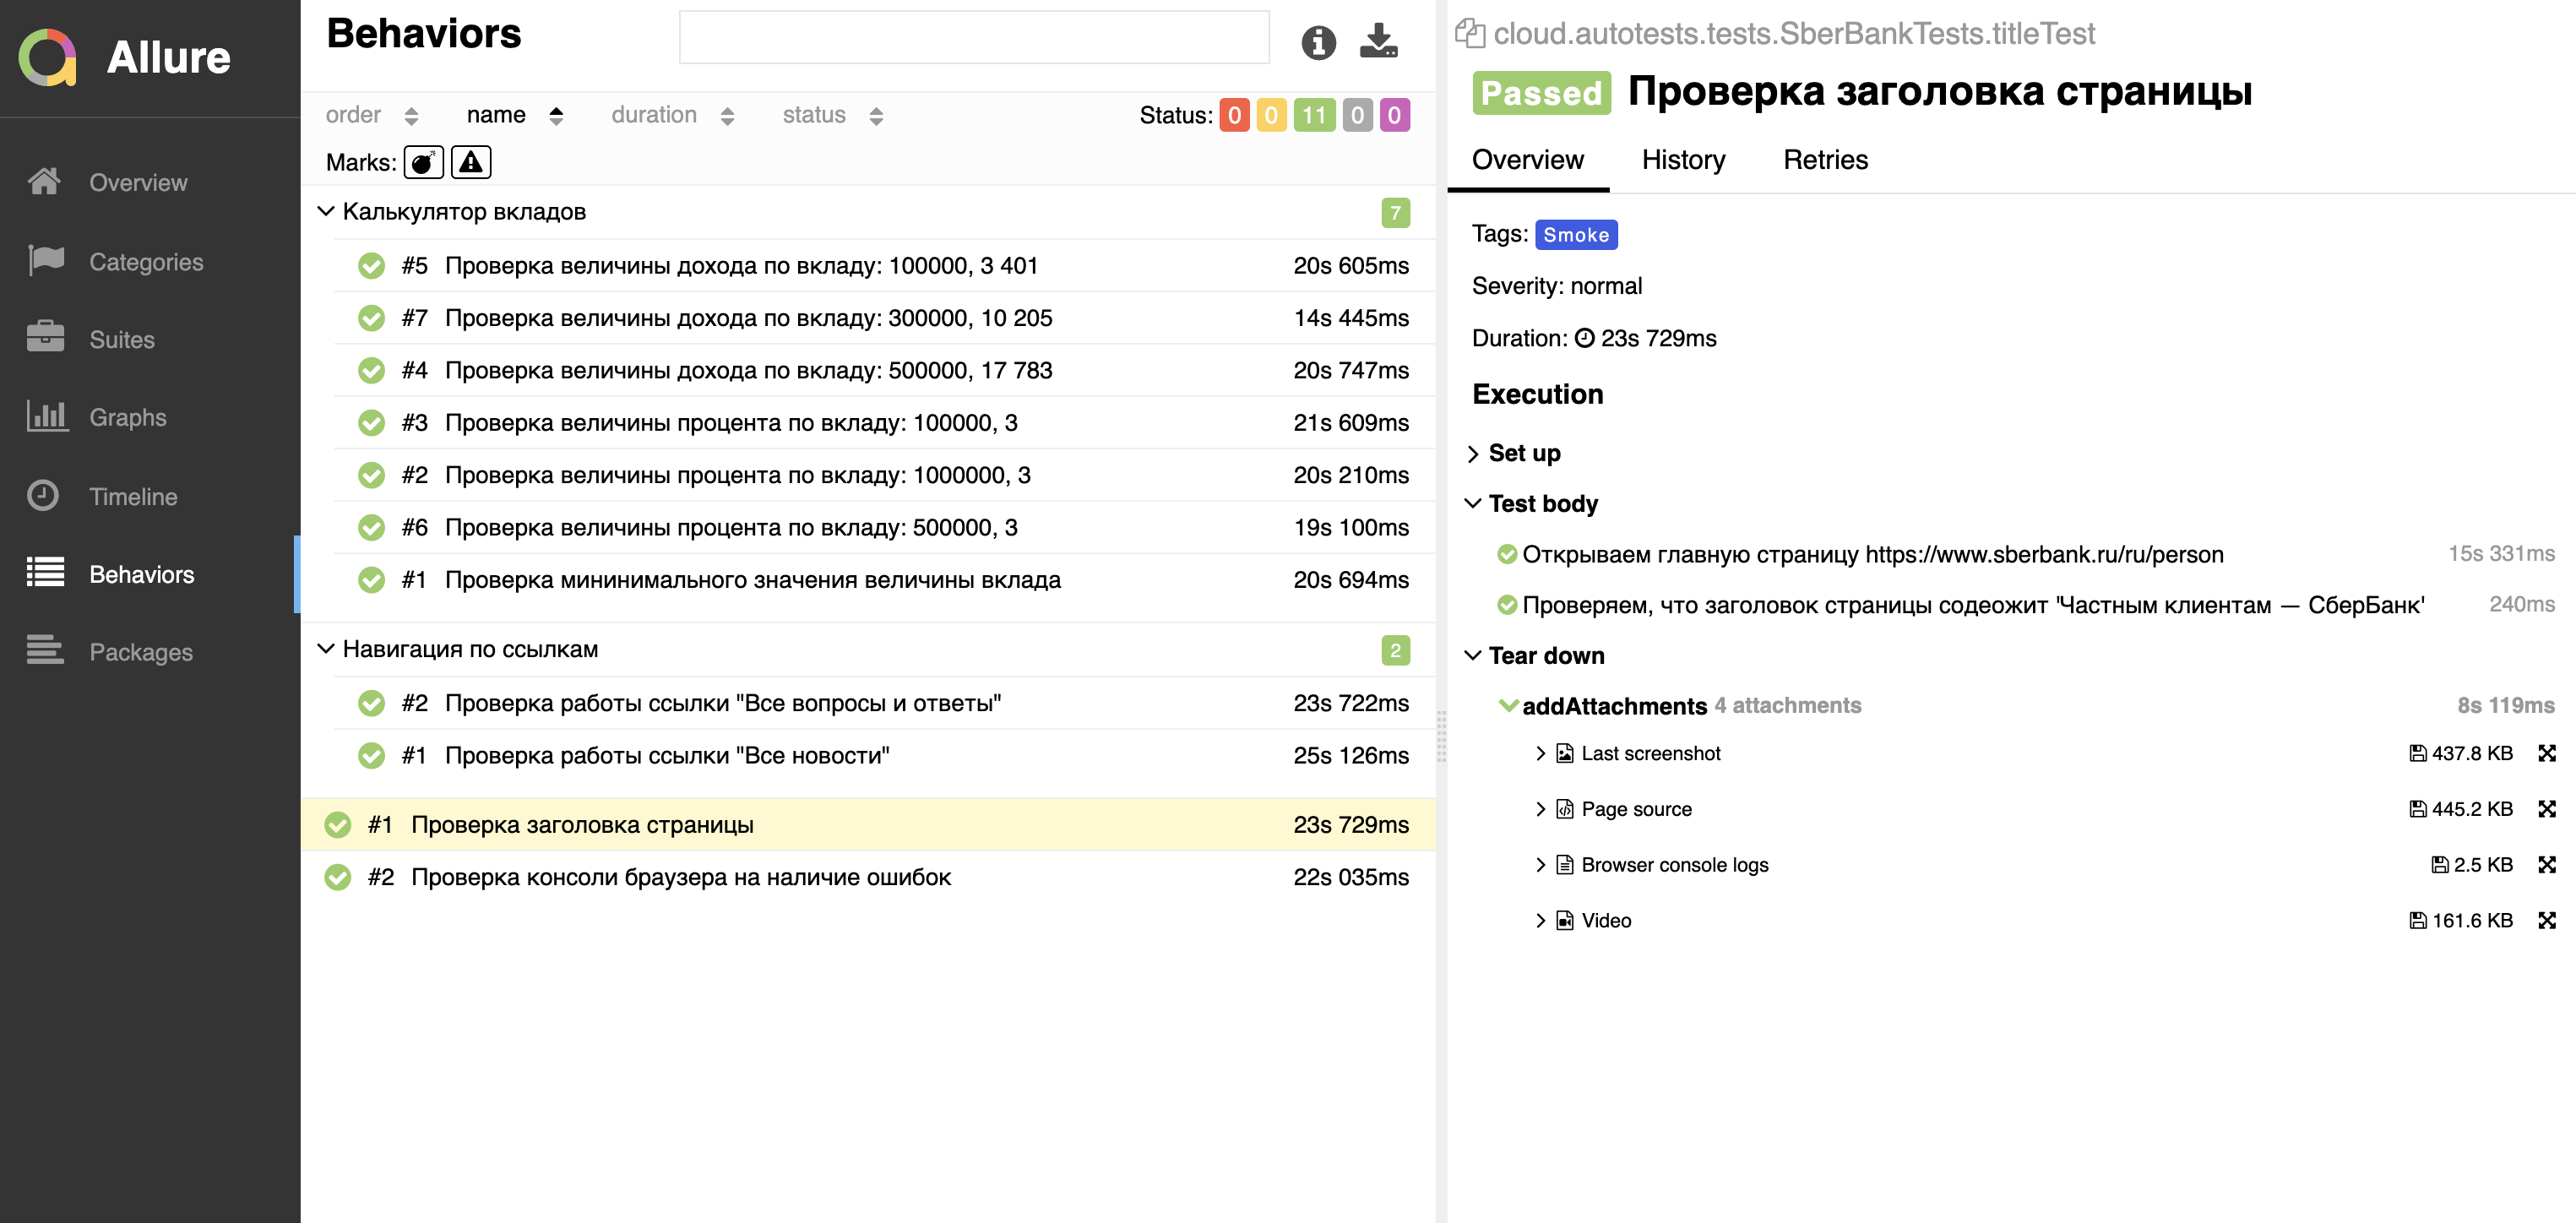 Allure
Overview
Categories
Suites
Graphs
Timeline
Behaviors
Packages
Behaviors
order name duration status Status: 0 0 11 0 0
Marks:
Калькулятор вкладов 7
#5 Проверка величины дохода по вкладу: 100000, 3 401 20s 605ms
#7 Проверка величины дохода по вкладу: 300000, 10 205 14s 445ms
#4 Проверка величины дохода по вкладу: 500000, 17 783 20s 747ms
#3 Проверка величины процента по вкладу: 100000, 3 21s 609ms
#2 Проверка величины процента по вкладу: 1000000, 3 20s 210ms
#6 Проверка величины процента по вкладу: 500000, 3 19s 100ms
#1 Проверка мининимального значения величины вклада 20s 694ms
Навигация по ссылкам 2
#2 Проверка работы ссылки "Все вопросы и ответы" 23s 722ms
#1 Проверка работы ссылки "Все новости" 25s 126ms
#1 Проверка заголовка страницы 23s 729ms
#2 Проверка консоли браузера на наличие ошибок 22s 035ms
cloud.autotests.tests.SberBankTests.titleTest
Passed Проверка заголовка страницы
Overview History Retries
Tags: Smoke
Severity: normal
Duration: 23s 729ms
Execution
Set up
Test body
Открываем главную страницу https://www.sberbank.ru/ru/person 15s 331ms
Проверяем, что заголовок страницы содеожит 'Частным клиентам — СберБанк' 240ms
Tear down
addAttachments 4 attachments 8s 119ms
Last screenshot 437.8 KB
Page source 445.2 KB
Browser console logs 2.5 KB
Video 161.6 KB